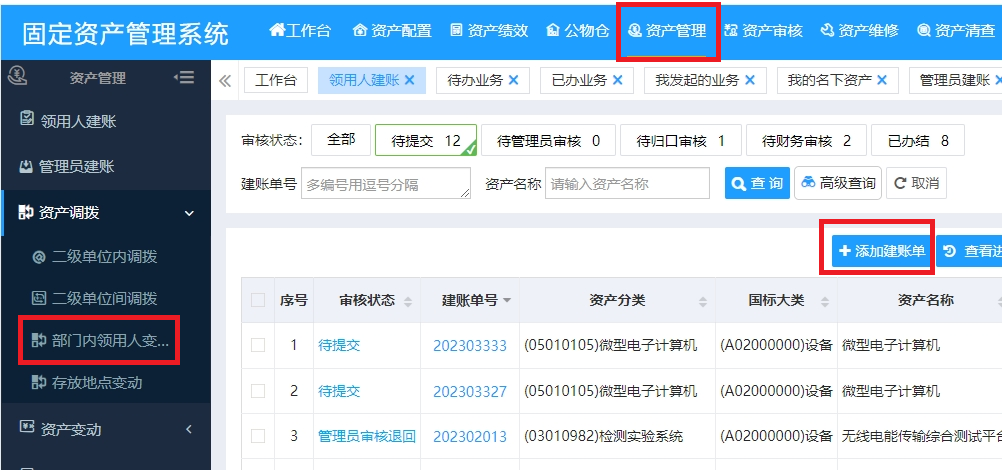 固定资产管理系统 工作台 资产配置 资产绩效 公物仓 资产管理 资产审核 资产维修 资产清查
资产管理
领用人建账
管理员建账
资产调拨
二级单位内调拨
二级单位间调拨
部门内领用人变...
存放地点变动
资产变动
工作台 领用人建账 待办业务 已办业务 我发起的业务 我的名下资产 管理员建账
审核状态: 全部 待提交 12 待管理员审核 0 待归口审核 1 待财务审核 2 已办结 8
建账单号 多编号用逗号分隔 资产名称 请输入资产名称 查 询 高级查询 取消
添加建账单 查看进
序号 审核状态 建账单号 资产分类 国标大类 资产名称
1 待提交 202303333 (05010105)微型电子计算机 (A02000000)设备 微型电子计算机
2 待提交 202303327 (05010105)微型电子计算机 (A02000000)设备 微型电子计算机
3 管理员审核退回 202302013 (03010982)检测实验系统 (A02000000)设备 无线电能传输综合测试平台